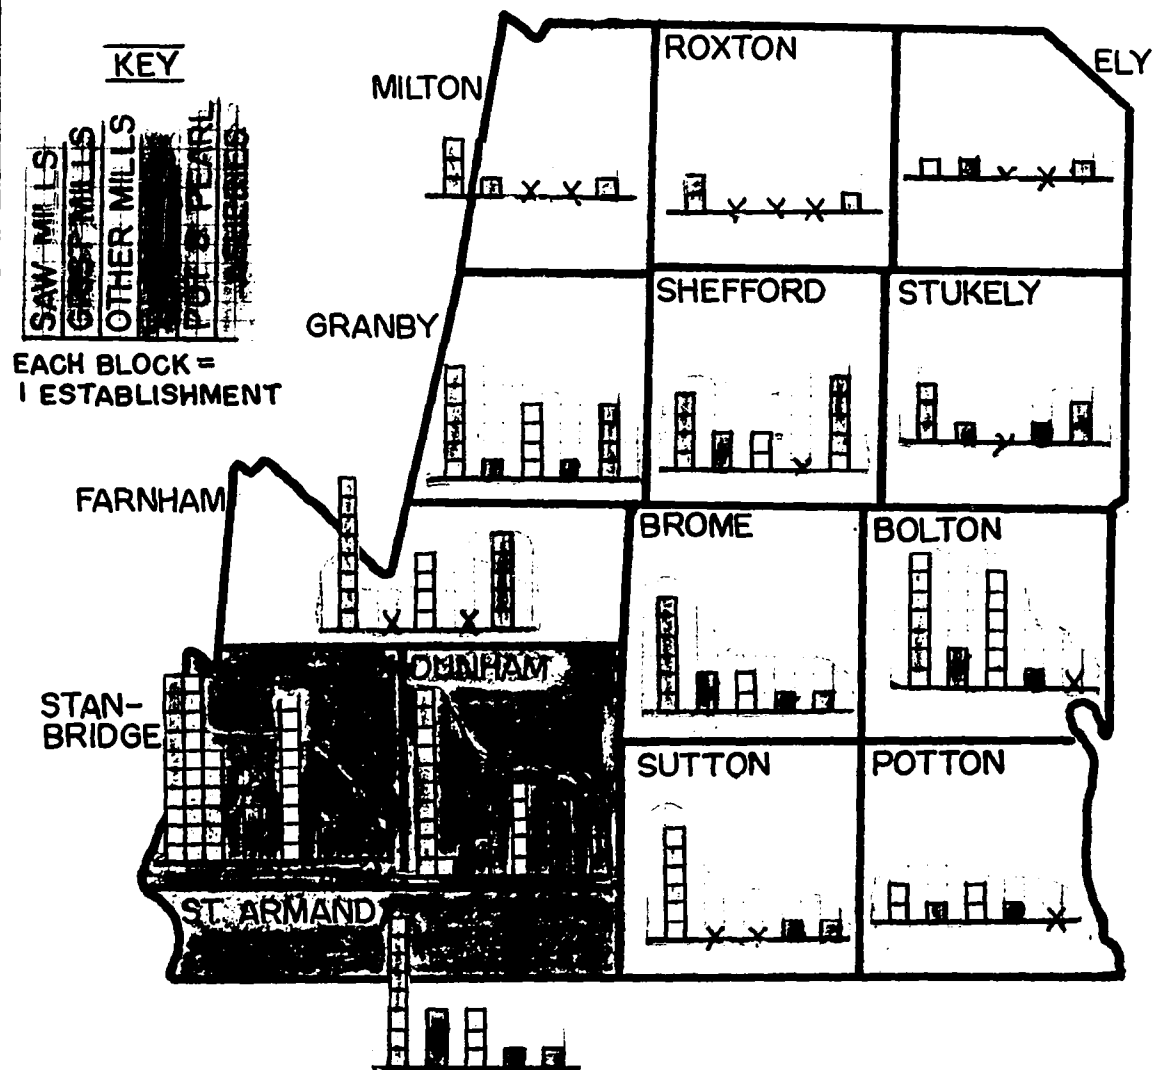 KEY
SAW MILLS
GRIST MILLS
OTHER MILLS
POT & PEARL
EACH BLOCK =
1 ESTABLISHMENT
MILTON
ROXTON
ELY
GRANBY
SHEFFORD
STUKELY
FARNHAM
BROME
BOLTON
STAN-
BRIDGE
DUNHAM
SUTTON
POTTON
ST. ARMAND